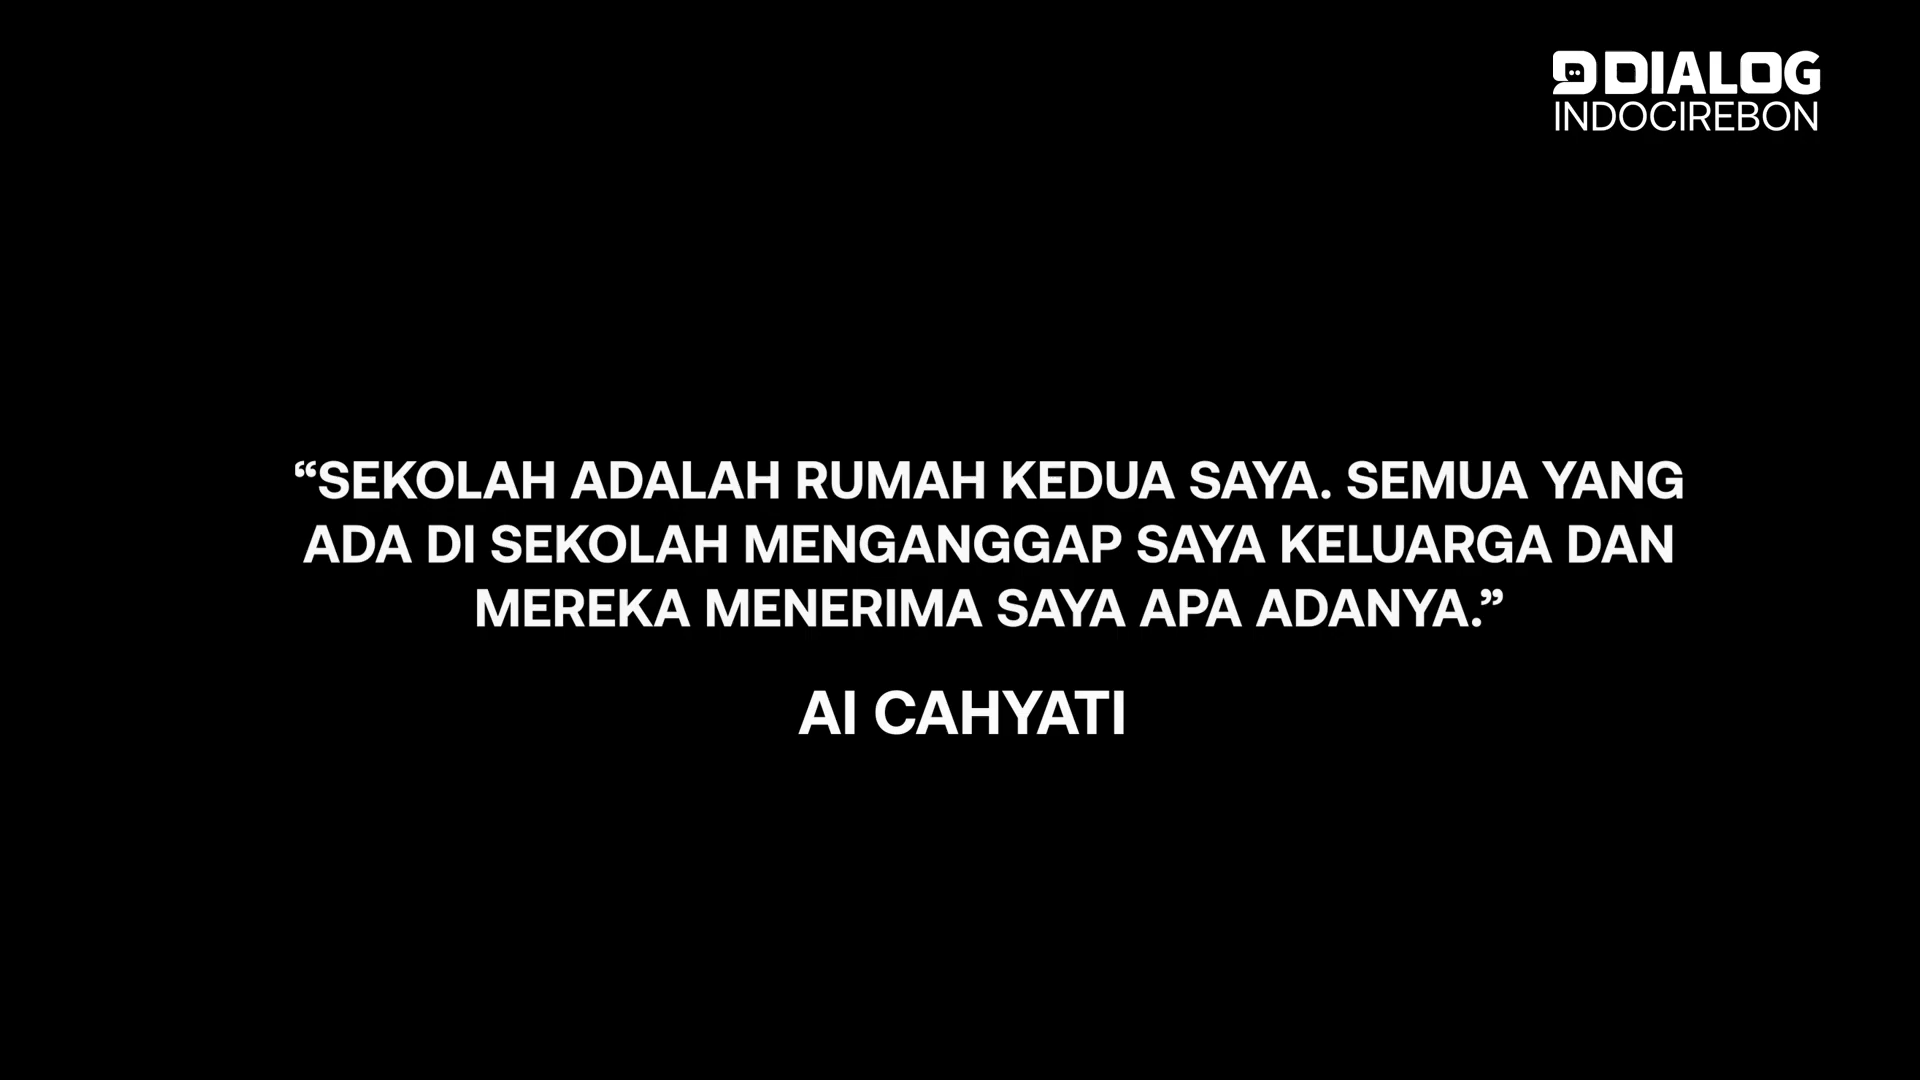 DIALOG
INDOCIREBON
“SEKOLAH ADALAH RUMAH KEDUA SAYA. SEMUA YANG
ADA DI SEKOLAH MENGANGGAP SAYA KELUARGA DAN
MEREKA MENERIMA SAYA APA ADANYA.”
AI CAHYATI